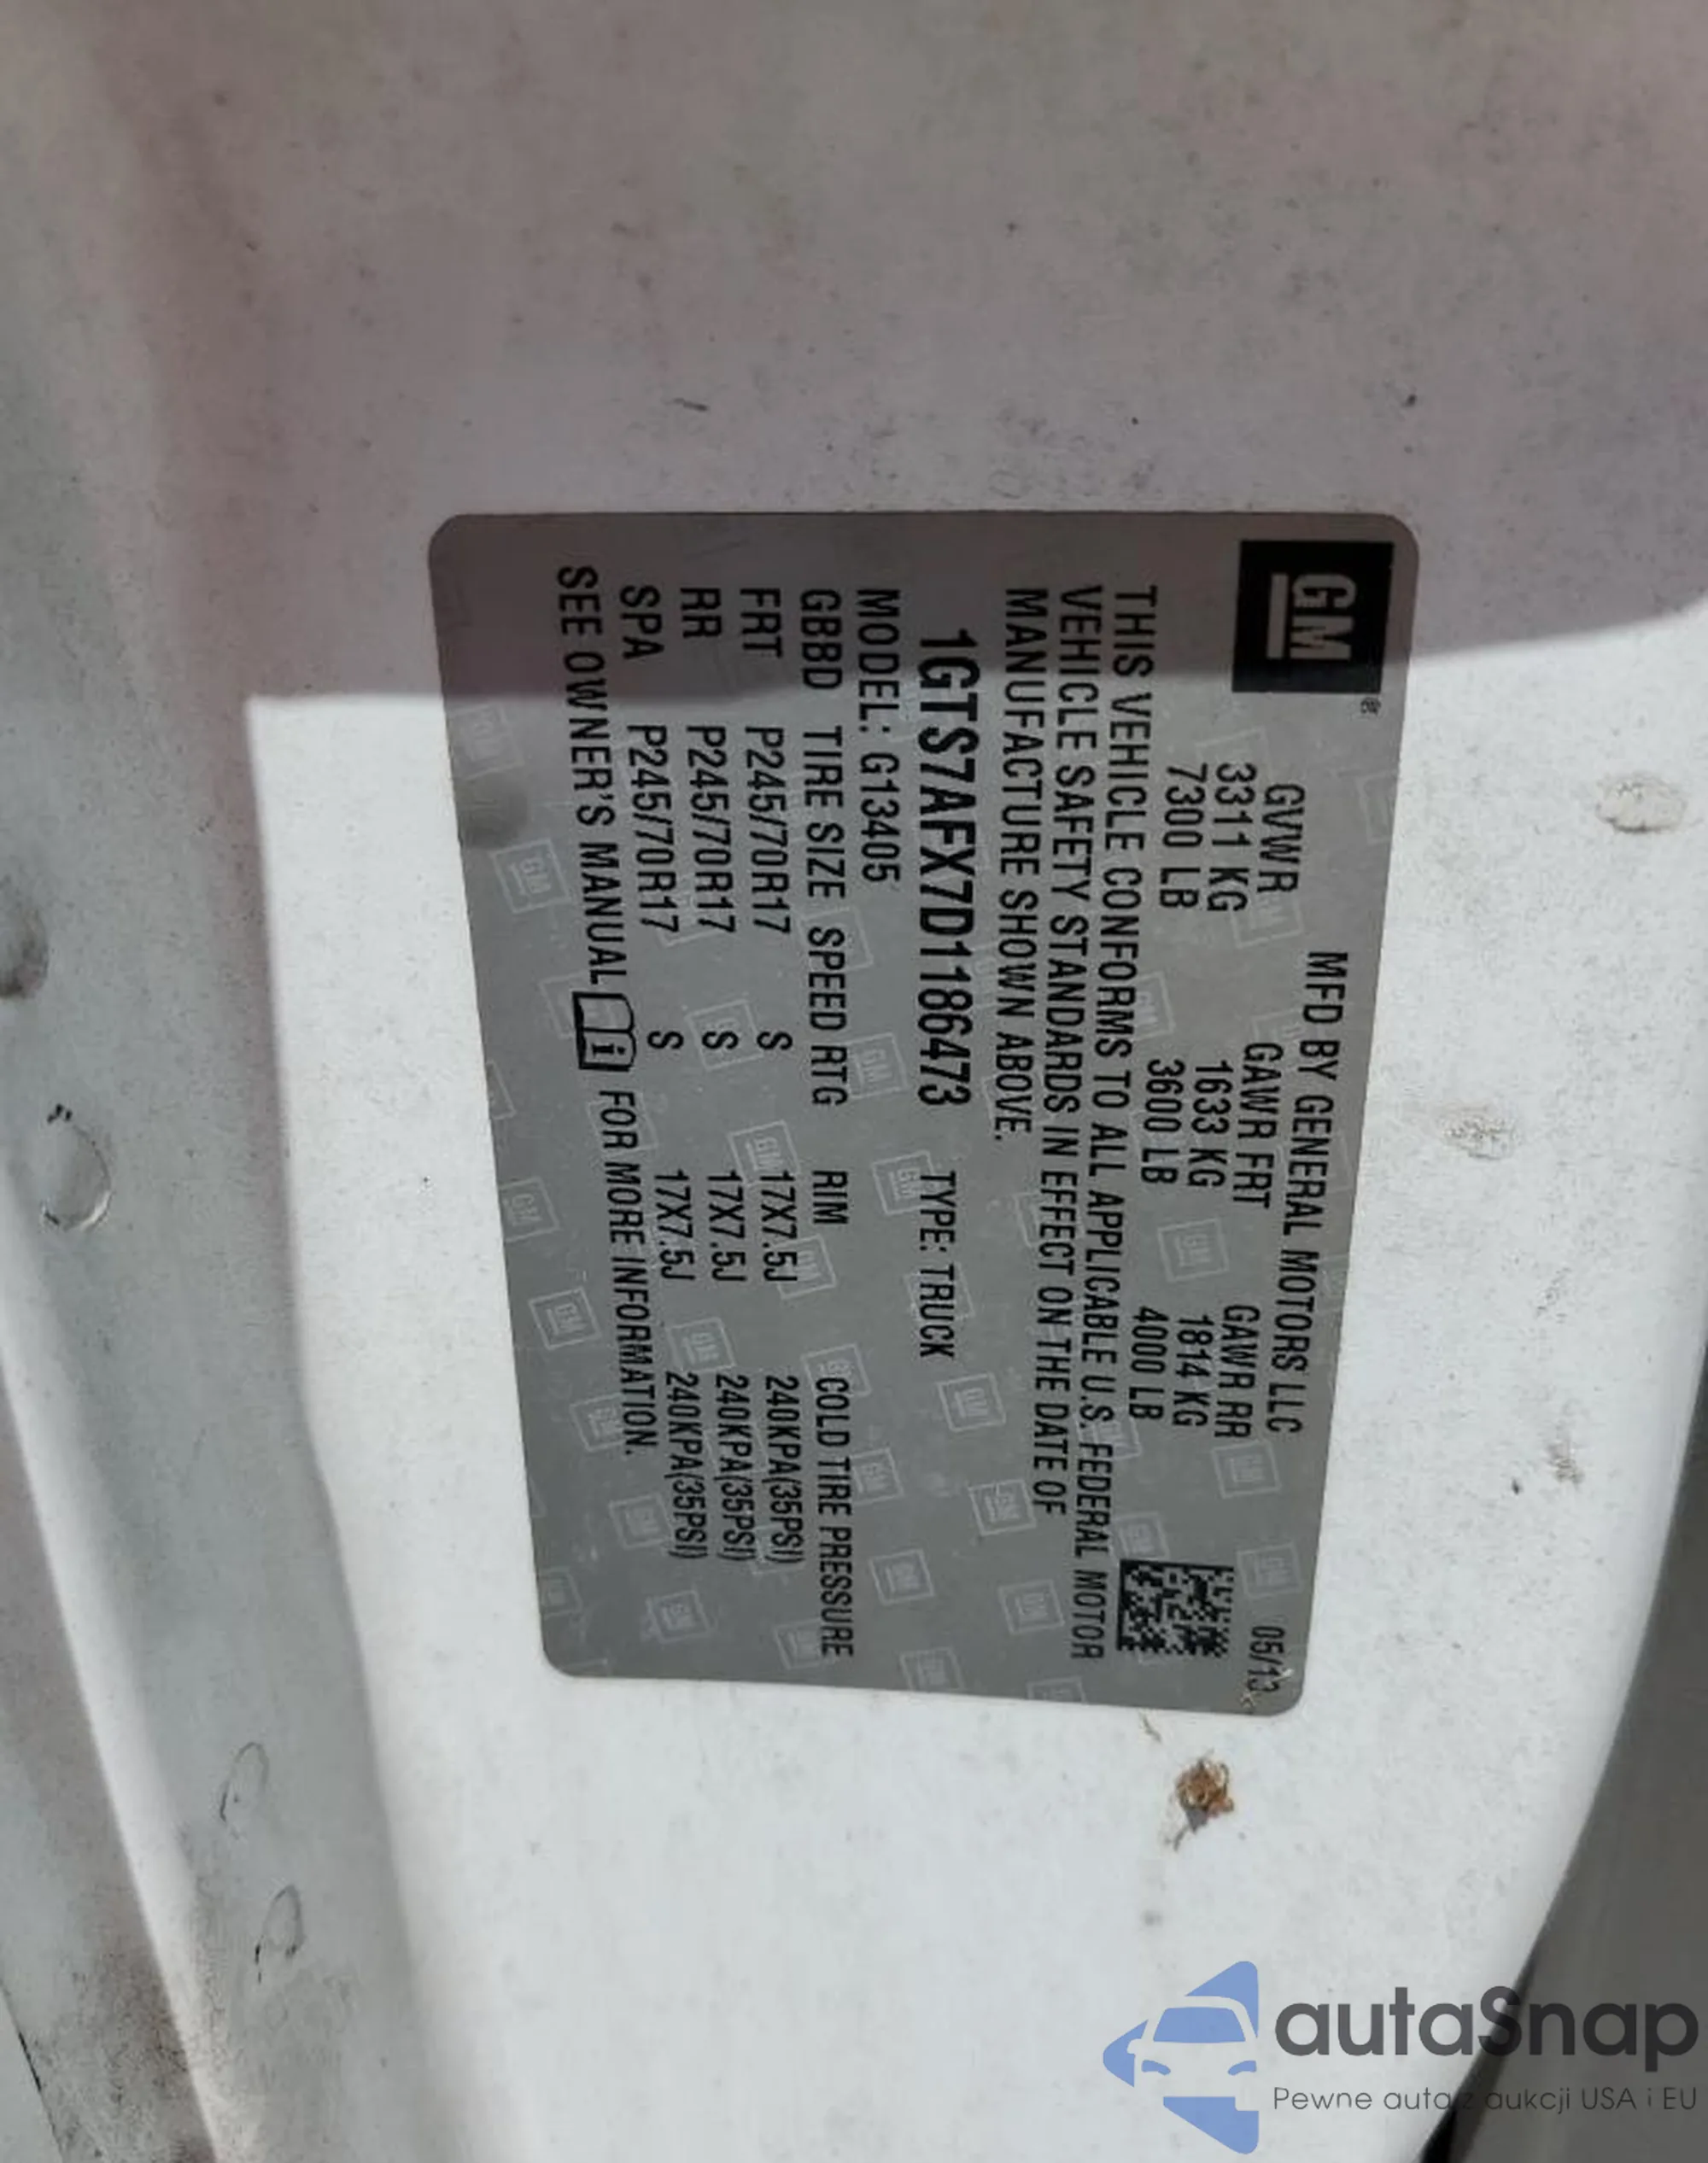 GM®
MFD BY GENERAL MOTORS LLC 05/13
GVWR GAWR FRT GAWR RR
3311 KG 1633 KG 1814 KG
7300 LB 3600 LB 4000 LB
THIS VEHICLE CONFORMS TO ALL APPLICABLE U.S. FEDERAL MOTOR
VEHICLE SAFETY STANDARDS IN EFFECT ON THE DATE OF
MANUFACTURE SHOWN ABOVE.
1GTS7AFX7D1186473 TYPE: TRUCK
MODEL: G13405
GBBD TIRE SIZE SPEED RTG RIM COLD TIRE PRESSURE
FRT P245/70R17 S 17X7.5J 240KPA(35PSI)
RR P245/70R17 S 17X7.5J 240KPA(35PSI)
SPA P245/70R17 S 17X7.5J 240KPA(35PSI)
SEE OWNER'S MANUAL i FOR MORE INFORMATION.
autaSnap
Pewne auta z aukcji USA i EU